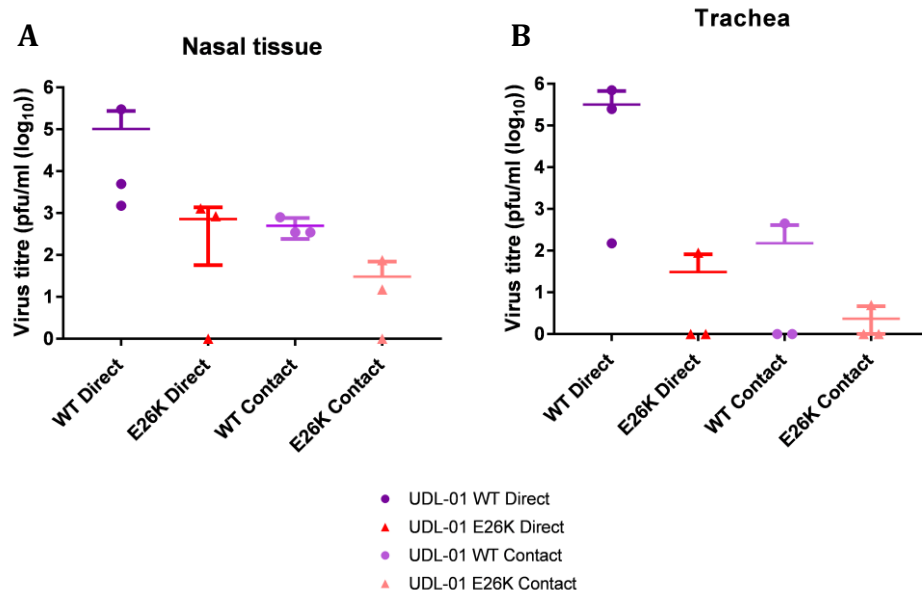 A
Nasal tissue
Virus titre (pfu/ml (log10))
6
5
4
3
2
1
0
WT Direct
E26K Direct
WT Contact
E26K Contact
B
Trachea
Virus titre (pfu/ml (log10))
6
5
4
3
2
1
0
WT Direct
E26K Direct
WT Contact
E26K Contact
UDL-01 WT Direct
UDL-01 E26K Direct
UDL-01 WT Contact
UDL-01 E26K Contact